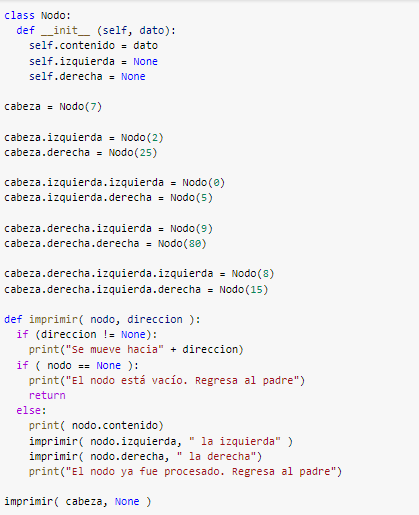 class Nodo:
  def __init__ (self, dato):
    self.contenido = dato
    self.izquierda = None
    self.derecha = None

cabeza = Nodo(7)

cabeza.izquierda = Nodo(2)
cabeza.derecha = Nodo(25)

cabeza.izquierda.izquierda = Nodo(0)
cabeza.izquierda.derecha = Nodo(5)

cabeza.derecha.izquierda = Nodo(9)
cabeza.derecha.derecha = Nodo(80)

cabeza.derecha.izquierda.izquierda = Nodo(8)
cabeza.derecha.izquierda.derecha = Nodo(15)

def imprimir( nodo, direccion ):
  if (direccion != None):
    print("Se mueve hacia" + direccion)
  if ( nodo == None ):
    print("El nodo está vacío. Regresa al padre")
    return
  else:
    print( nodo.contenido)
    imprimir( nodo.izquierda, " la izquierda" )
    imprimir( nodo.derecha, " la derecha")
    print("El nodo ya fue procesado. Regresa al padre")

imprimir( cabeza, None )